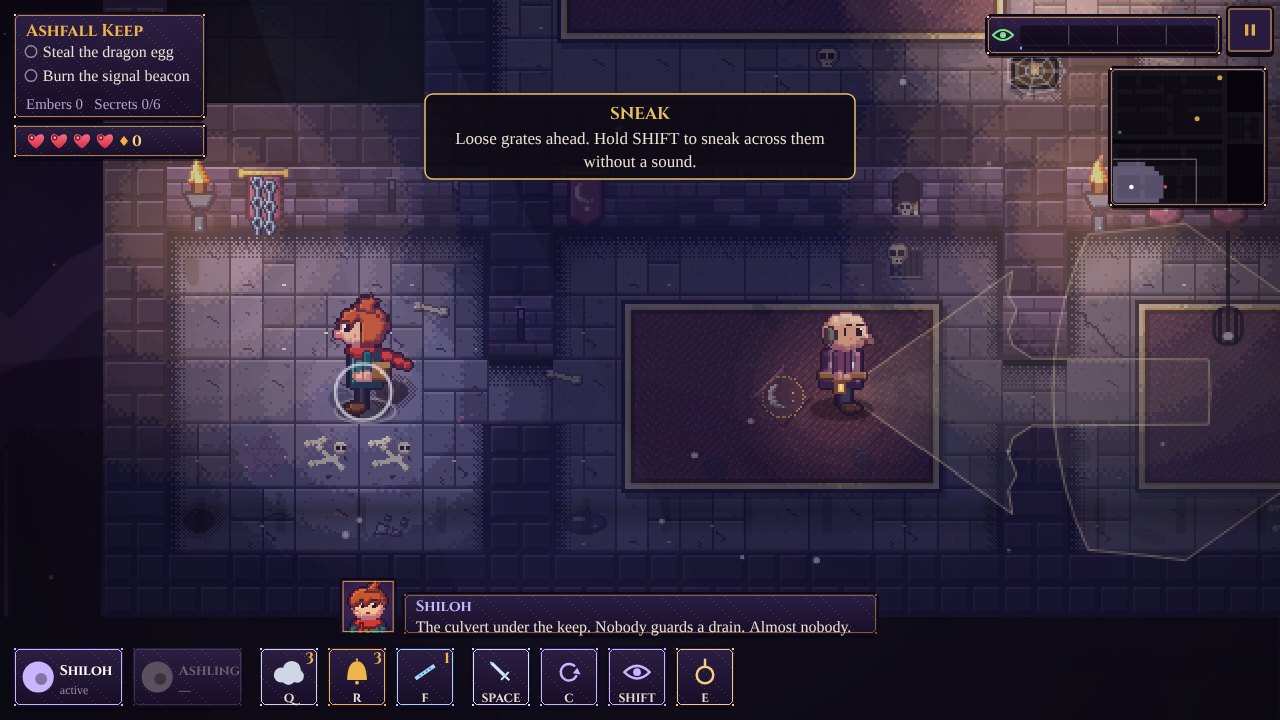 ASHFALL KEEP
Steal the dragon egg
Burn the signal beacon
Embers 0 Secrets 0/6
0
SNEAK
Loose grates ahead. Hold SHIFT to sneak across them
without a sound.
SHILOH
The culvert under the keep. Nobody guards a drain. Almost nobody.
SHILOH
active
ASHLING
—
3
Q
3
R
1
F
SPACE
C
SHIFT
E